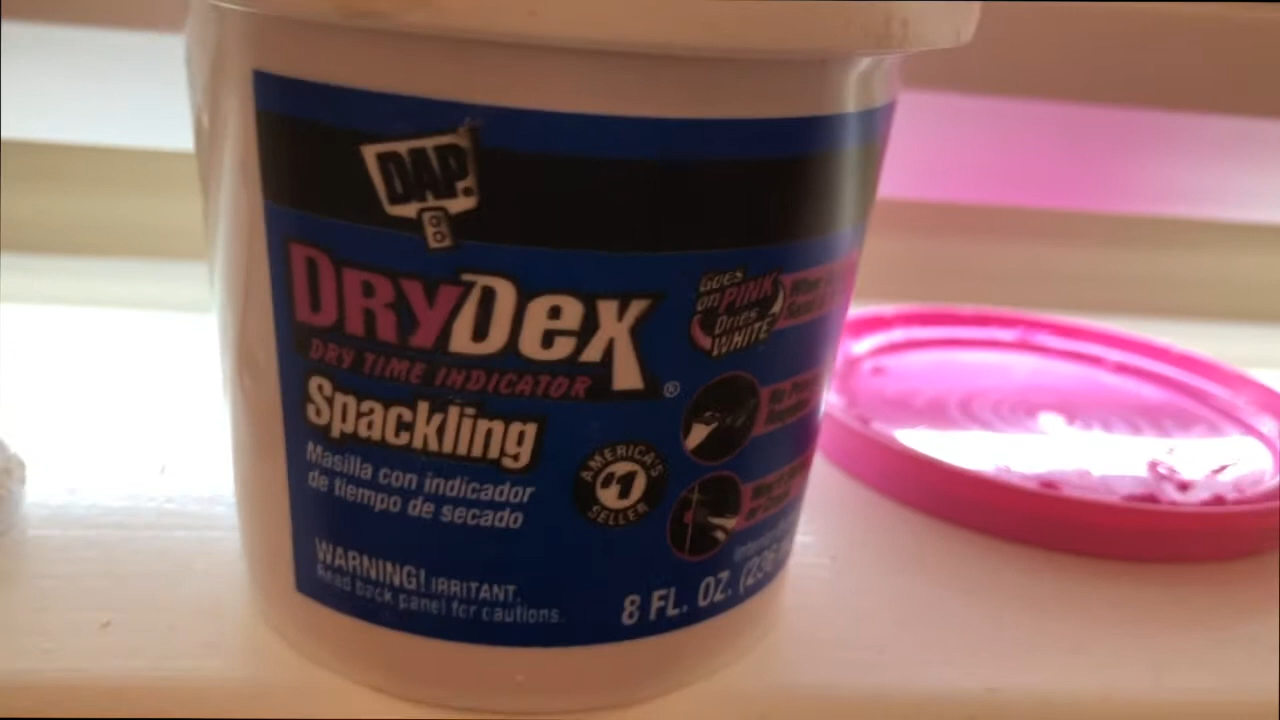 DAP.
DRYDex
DRY TIME INDICATOR
®
Spackling
Masilla con indicador
de tiempo de secado
WARNING! IRRITANT.
Read back panel for cautions.
Goes
on PINK
Dries
WHITE
AMERICA'S
#1
SELLER
8 FL. OZ. (236